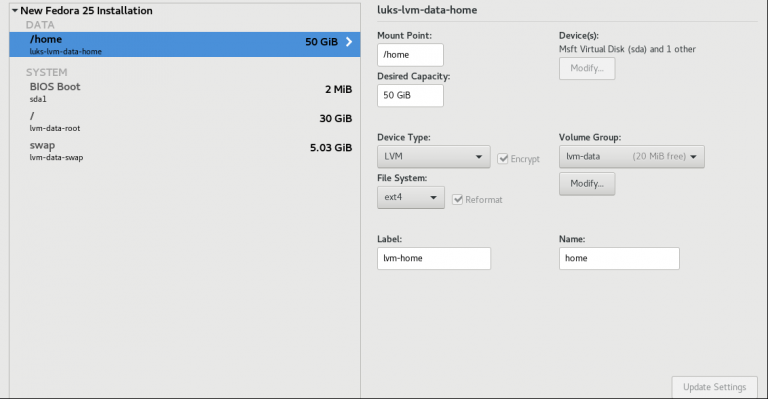 New Fedora 25 Installation
DATA
/home 50 GiB
luks-lvm-data-home
SYSTEM
BIOS Boot 2 MiB
sda1
/ 30 GiB
lvm-data-root
swap 5.03 GiB
lvm-data-swap
luks-lvm-data-home
Mount Point: Device(s):
/home Msft Virtual Disk (sda) and 1 other
Modify...
Desired Capacity:
50 GiB
Device Type: Volume Group:
LVM Encrypt lvm-data (20 MiB free)
File System: Modify...
ext4 Reformat
Label: Name:
lvm-home home
Update Settings